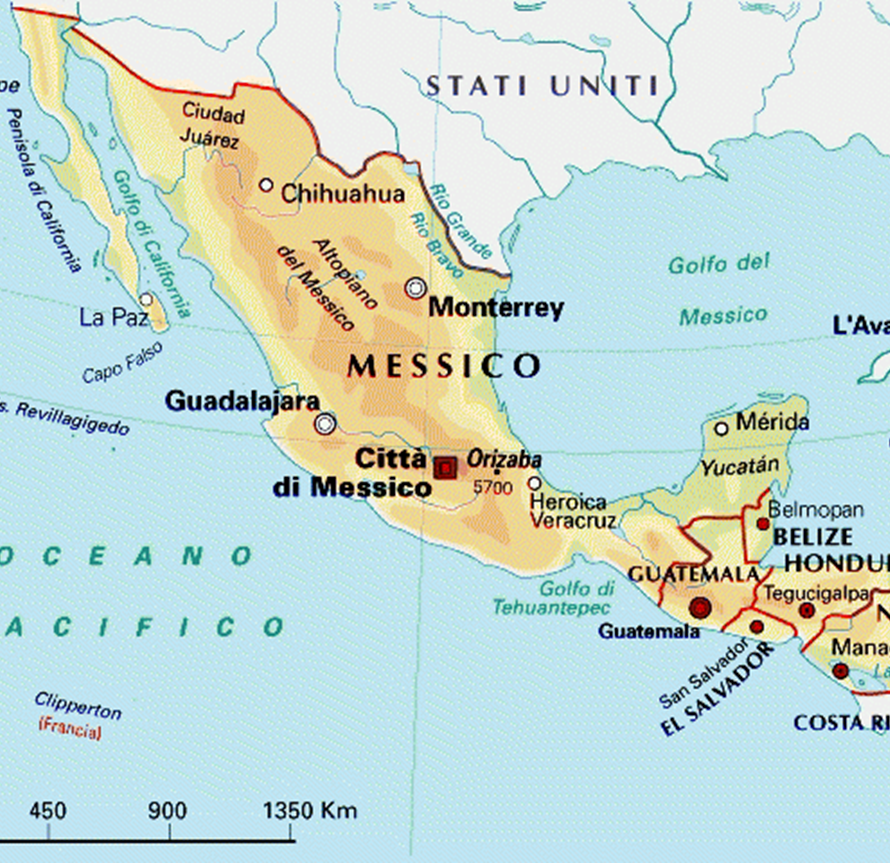 STATI UNITI
Ciudad
Juárez
Chihuahua
Penisola di California
Golfo di California
Rio Grande
Rio Bravo
Altopiano
del Messico
Golfo del
Messico
Monterrey
La Paz
Capo Falso
MESSICO
Guadalajara
s. Revillagigedo
L'Ava
Mérida
Yucatán
Città
di Messico
Orizaba
5700
Heroica
Veracruz
Belmopan
BELIZE
HONDU
GUATEMALA
Tegucigalpa
Golfo di
Tehuantepec
Guatemala
San Salvador
EL SALVADOR
N
Mana
La
COSTA RI
OCEANO
ACIFICO
Clipperton
(Francia)
450 900 1350 Km